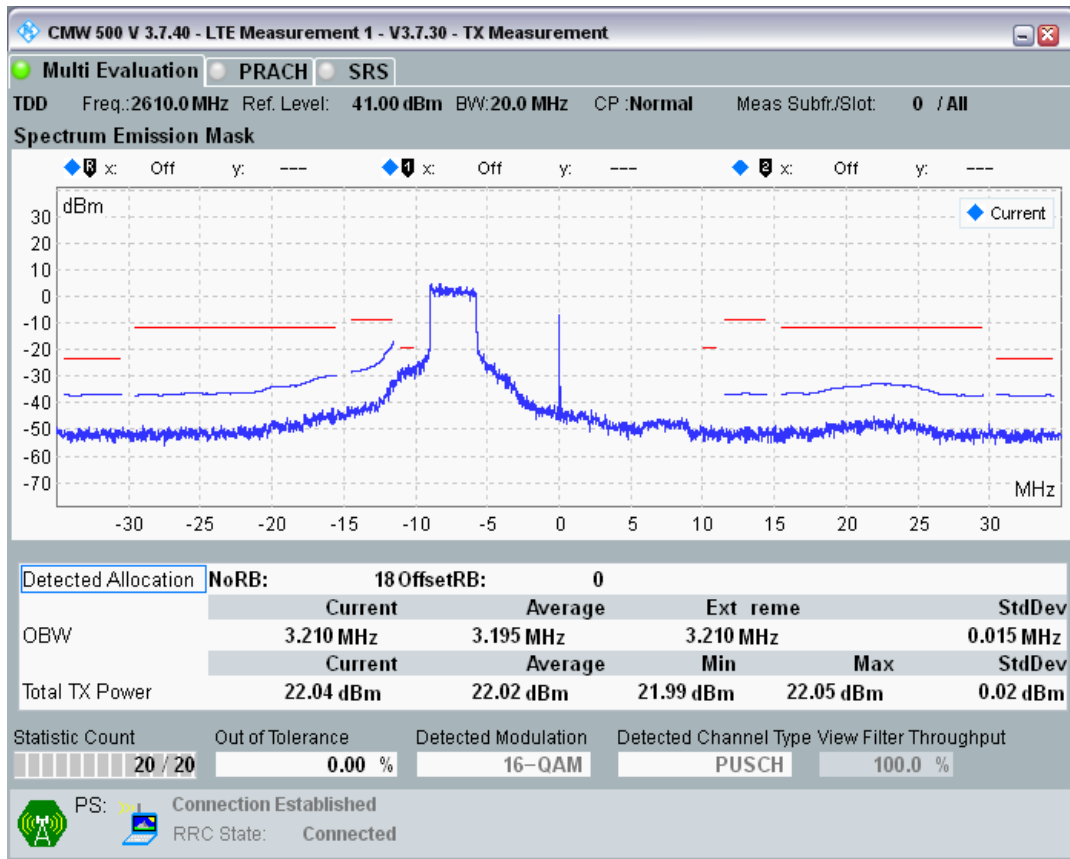 CMW 500 V 3.7.40 - LTE Measurement 1 - V3.7.30 - TX Measurement
Multi Evaluation PRACH SRS
TDD Freq.:2610.0 MHz Ref. Level: 41.00 dBm BW:20.0 MHz CP :Normal Meas Subfr./Slot: 0 / All
Spectrum Emission Mask
R x: Off y: --- 1 x: Off y: --- 2 x: Off y: ---
dBm
Current
30
20
10
0
-10
-20
-30
-40
-50
-60
-70
MHz
-30 -25 -20 -15 -10 -5 0 5 10 15 20 25 30
Detected Allocation NoRB: 18 OffsetRB: 0
Current Average Ext reme StdDev
OBW 3.210 MHz 3.195 MHz 3.210 MHz 0.015 MHz
Current Average Min Max StdDev
Total TX Power 22.04 dBm 22.02 dBm 21.99 dBm 22.05 dBm 0.02 dBm
Statistic Count Out of Tolerance Detected Modulation Detected Channel Type View Filter Throughput
20 / 20 0.00 % 16-QAM PUSCH 100.0 %
PS: Connection Established
RRC State: Connected